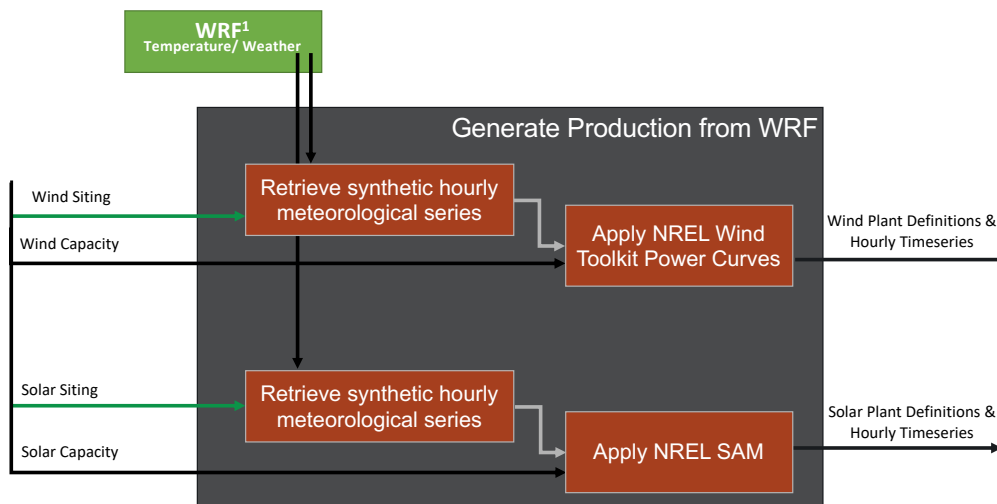 WRF¹
Temperature/ Weather
Generate Production from WRF
Wind Siting
Retrieve synthetic hourly
meteorological series
Wind Capacity
Apply NREL Wind
Toolkit Power Curves
Wind Plant Definitions &
Hourly Timeseries
Solar Siting
Retrieve synthetic hourly
meteorological series
Solar Capacity
Apply NREL SAM
Solar Plant Definitions &
Hourly Timeseries